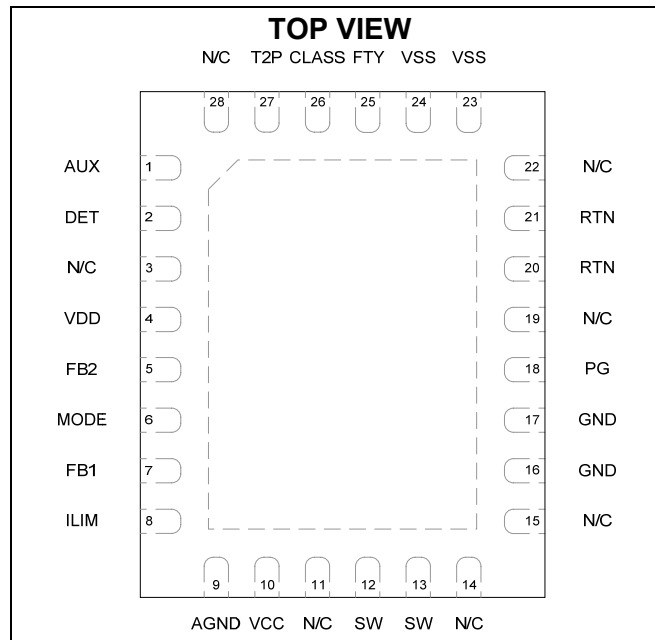 TOP VIEW
N/C T2P CLASS FTY VSS VSS
28 27 26 25 24 23
AUX 1 22 N/C
DET 2 21 RTN
N/C 3 20 RTN
VDD 4 19 N/C
FB2 5 18 PG
MODE 6 17 GND
FB1 7 16 GND
ILIM 8 15 N/C
9 10 11 12 13 14
AGND VCC N/C SW SW N/C